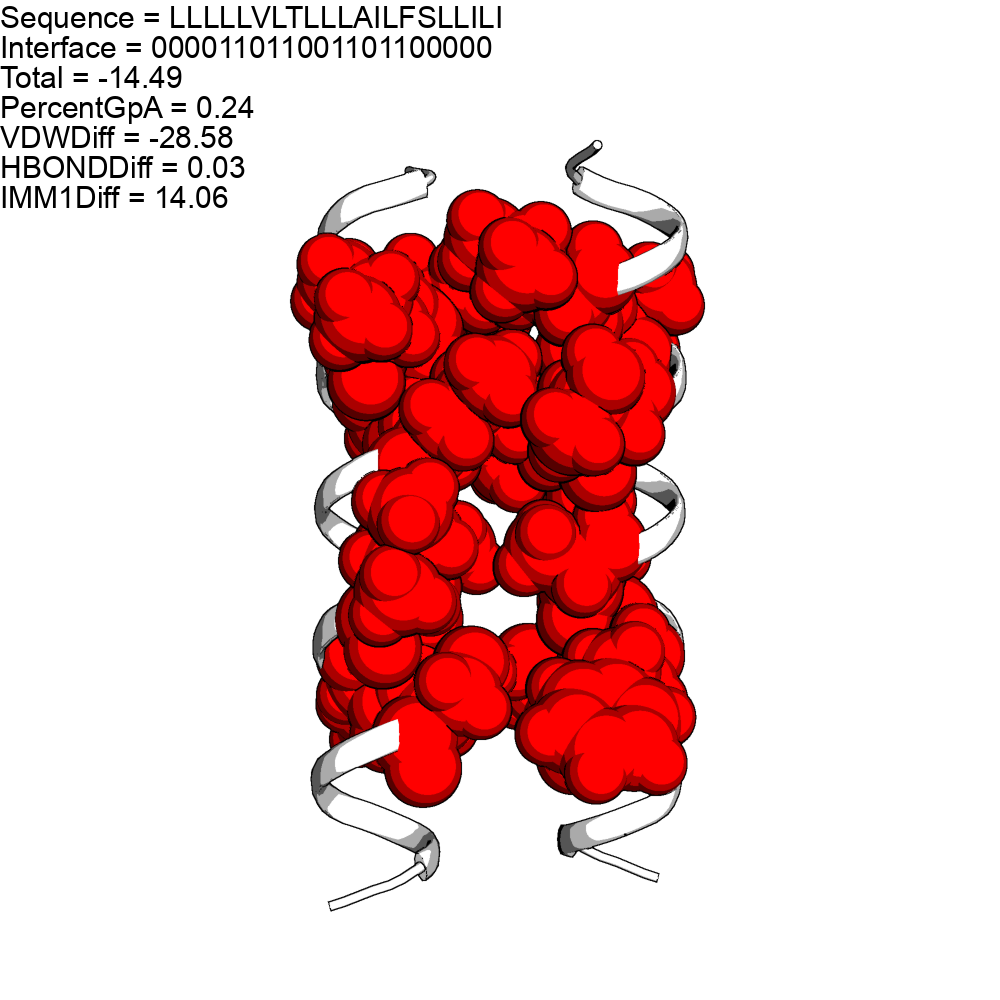 Sequence = LLLLLVLTLLLAILFSLLILI
Interface = 000011011001101100000
Total = -14.49
PercentGpA = 0.24
VDWDiff = -28.58
HBONDDiff = 0.03
IMM1Diff = 14.06